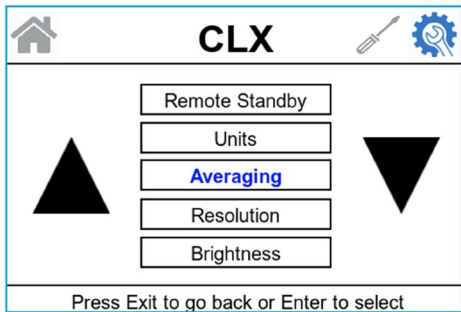 CLX
Remote Standby
Units
Averaging
Resolution
Brightness
Press Exit to go back or Enter to select